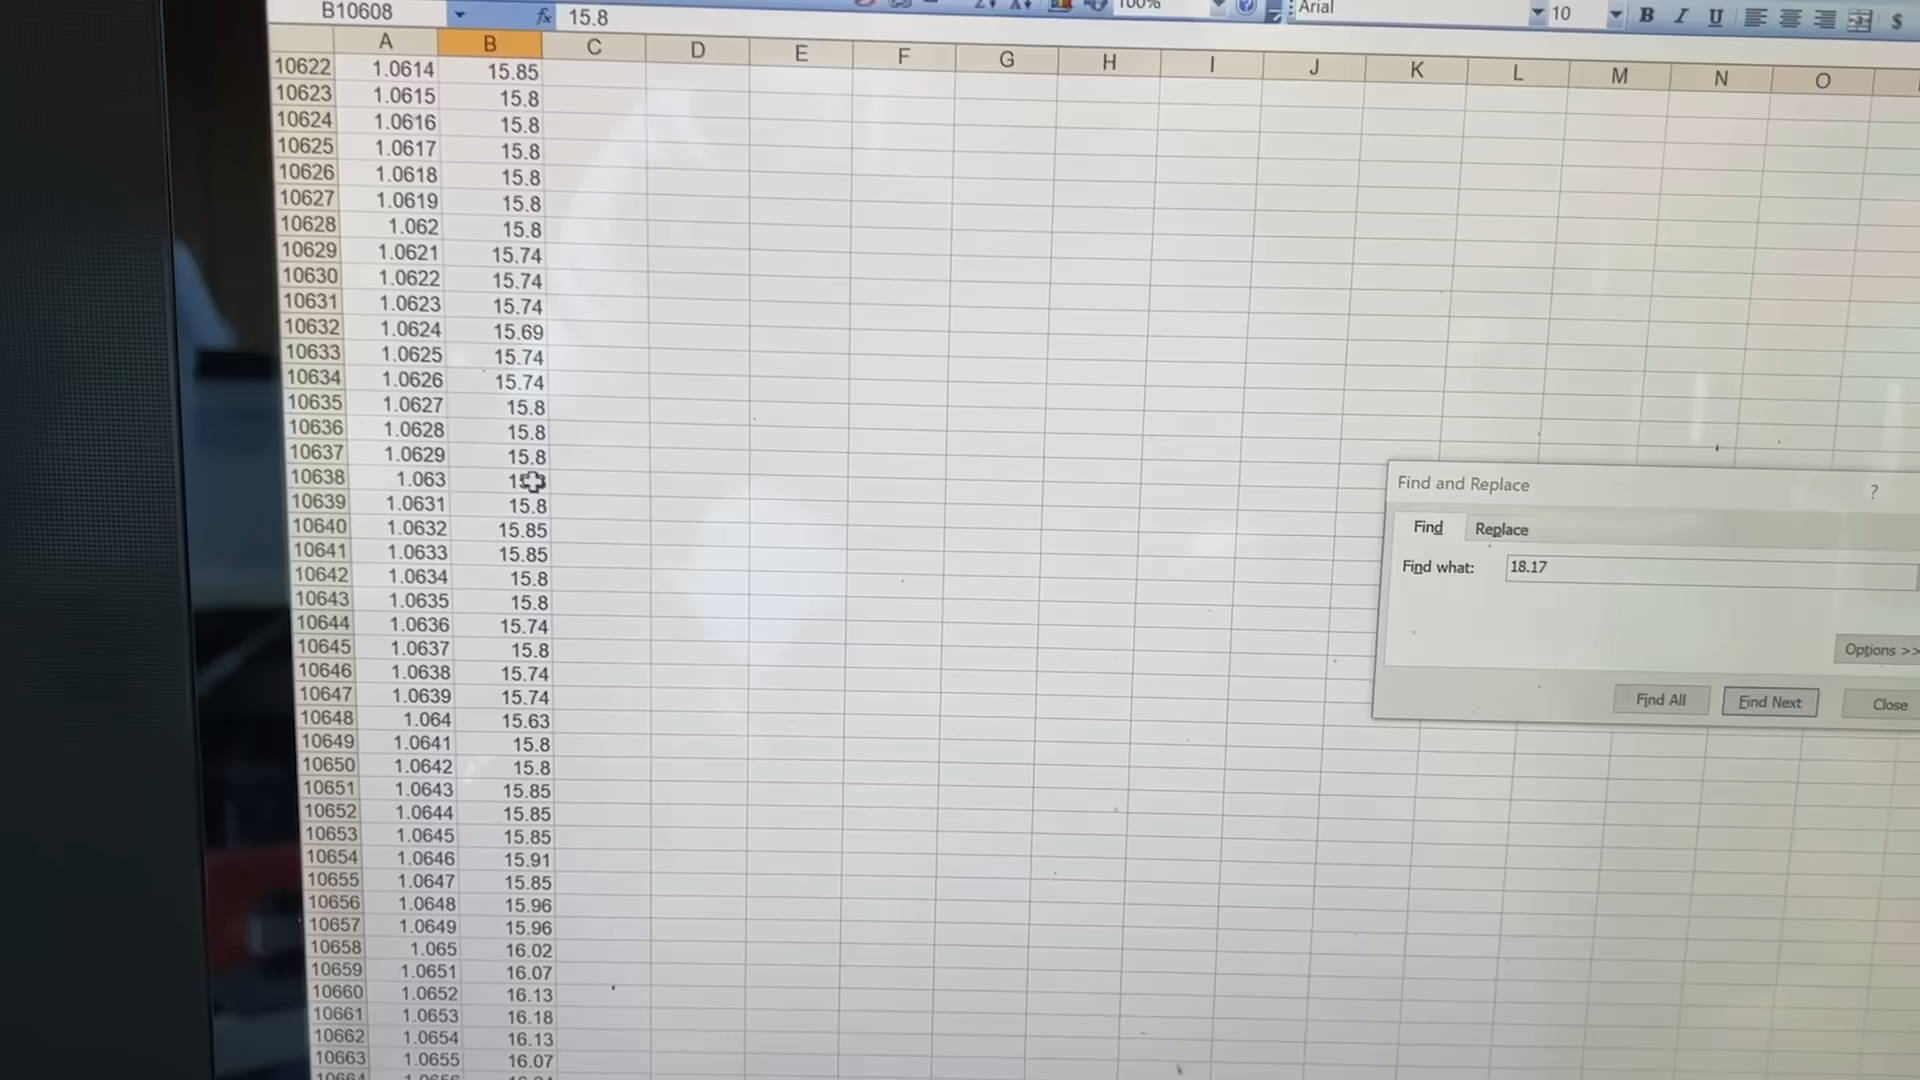 100% Arial 10 B I U $
B10608 fx 15.8
A B C D E F G H I J K L M N O
10622 1.0614 15.85
10623 1.0615 15.8
10624 1.0616 15.8
10625 1.0617 15.8
10626 1.0618 15.8
10627 1.0619 15.8
10628 1.062 15.8
10629 1.0621 15.74
10630 1.0622 15.74
10631 1.0623 15.74
10632 1.0624 15.69
10633 1.0625 15.74
10634 1.0626 15.74
10635 1.0627 15.8
10636 1.0628 15.8
10637 1.0629 15.8
10638 1.063
10639 1.0631 15.8
10640 1.0632 15.85
10641 1.0633 15.85
10642 1.0634 15.8
10643 1.0635 15.8
10644 1.0636 15.74
10645 1.0637 15.8
10646 1.0638 15.74
10647 1.0639 15.74
10648 1.064 15.63
10649 1.0641 15.8
10650 1.0642 15.8
10651 1.0643 15.85
10652 1.0644 15.85
10653 1.0645 15.85
10654 1.0646 15.91
10655 1.0647 15.85
10656 1.0648 15.96
10657 1.0649 15.96
10658 1.065 16.02
10659 1.0651 16.07
10660 1.0652 16.13
10661 1.0653 16.18
10662 1.0654 16.13
10663 1.0655 16.07
Find and Replace ?
Find Replace
Find what: 18.17
Options >>
Find All Find Next Close